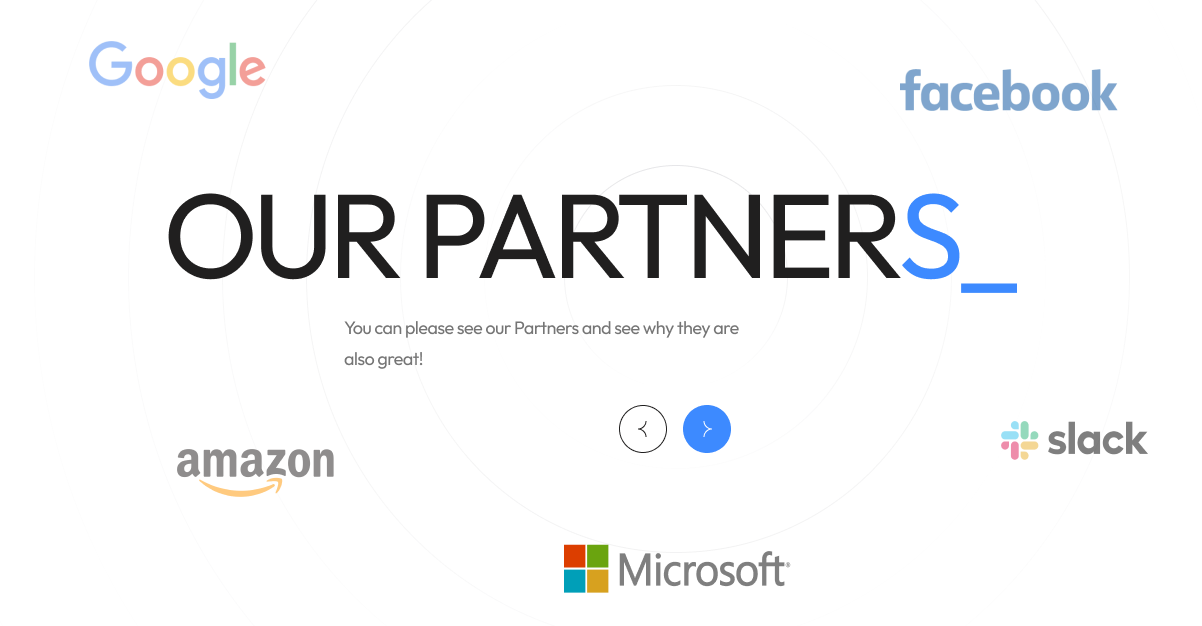 Google
facebook
OUR PARTNERS_
You can please see our Partners and see why they are
also great!
slack
amazon
Microsoft®